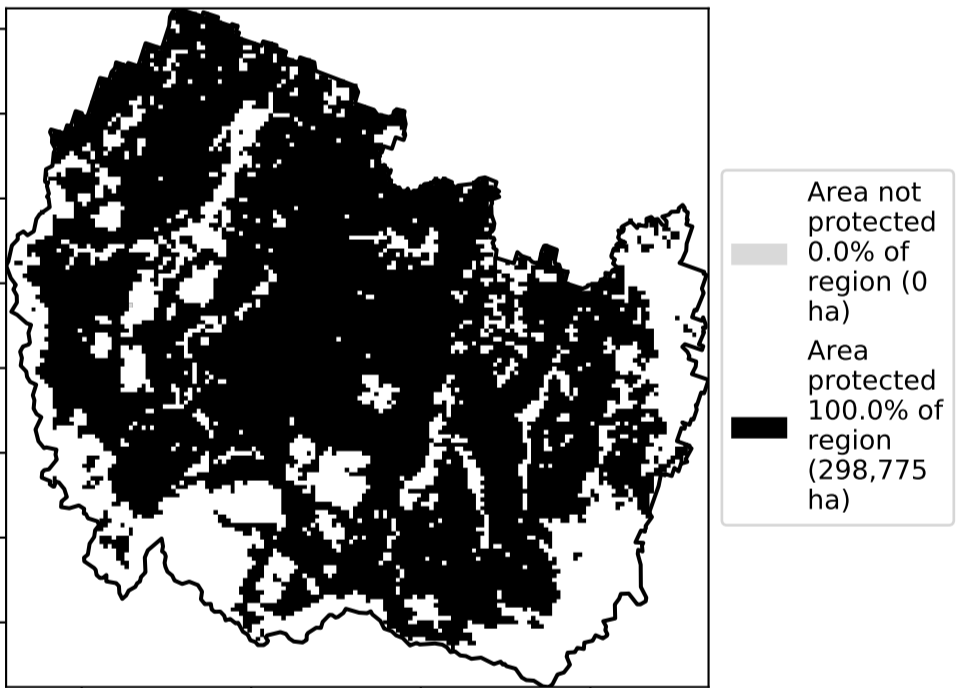 Area not
protected
0.0% of
region (0
ha)
Area
protected
100.0% of
region
(298,775
ha)